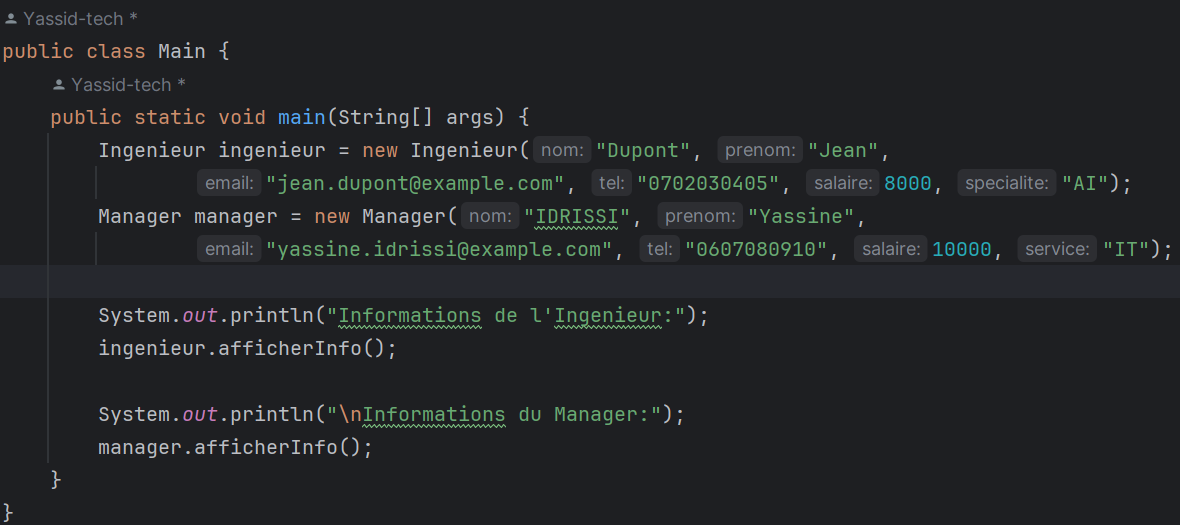 Yassid-tech *
public class Main {
Yassid-tech *
public static void main(String[] args) {
Ingenieur ingenieur = new Ingenieur( nom: "Dupont", prenom: "Jean",
email: "jean.dupont@example.com", tel: "0702030405", salaire: 8000, specialite: "AI");
Manager manager = new Manager( nom: "IDRISSI", prenom: "Yassine",
email: "yassine.idrissi@example.com", tel: "0607080910", salaire: 10000, service: "IT");
System.out.println("Informations de l'Ingenieur:");
ingenieur.afficherInfo();
System.out.println("\nInformations du Manager:");
manager.afficherInfo();
}
}